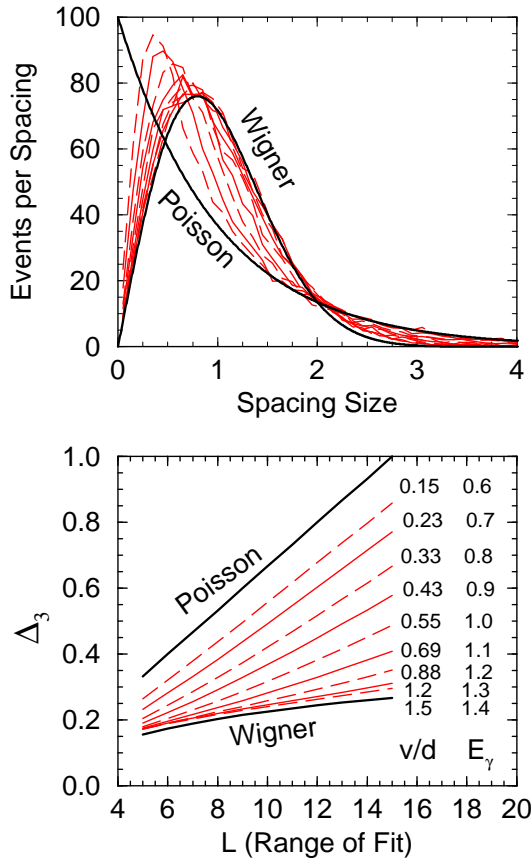 100
80
60
40
20
0
Events per Spacing
Wigner
Poisson
0 1 2 3 4
Spacing Size
1.0
0.8
0.6
0.4
0.2
0.0
Δ3
Poisson
Wigner
0.15 0.6
0.23 0.7
0.33 0.8
0.43 0.9
0.55 1.0
0.69 1.1
0.88 1.2
1.2 1.3
1.5 1.4
v/d Eγ
4 6 8 10 12 14 16 18 20
L (Range of Fit)